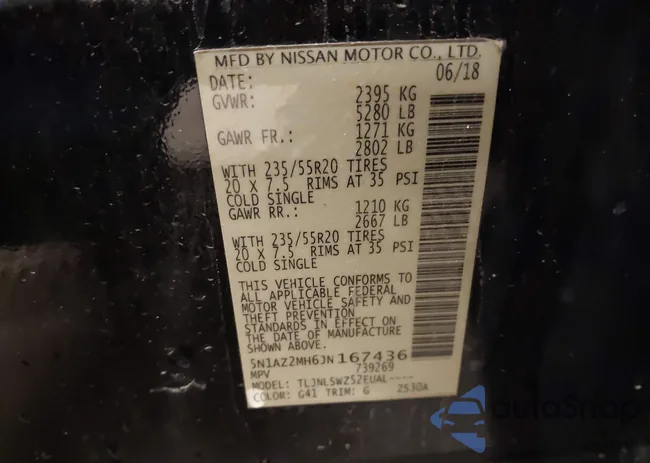 MFD BY NISSAN MOTOR CO., LTD.
DATE: 06/18
GVWR: 2395 KG
5280 LB
GAWR FR.: 1271 KG
2802 LB
WITH 235/55R20 TIRES
20 X 7.5 RIMS AT 35 PSI
COLD SINGLE
GAWR RR.: 1210 KG
2667 LB
WITH 235/55R20 TIRES
20 X 7.5 RIMS AT 35 PSI
COLD SINGLE
THIS VEHICLE CONFORMS TO
ALL APPLICABLE FEDERAL
MOTOR VEHICLE SAFETY AND
THEFT PREVENTION
STANDARDS IN EFFECT ON
THE DATE OF MANUFACTURE
SHOWN ABOVE.
5N1AZ2MH6JN167436
MPV 739269
MODEL: TLJNLSWZ52EUAL----
COLOR: G41 TRIM: G Z530A
autoSnap